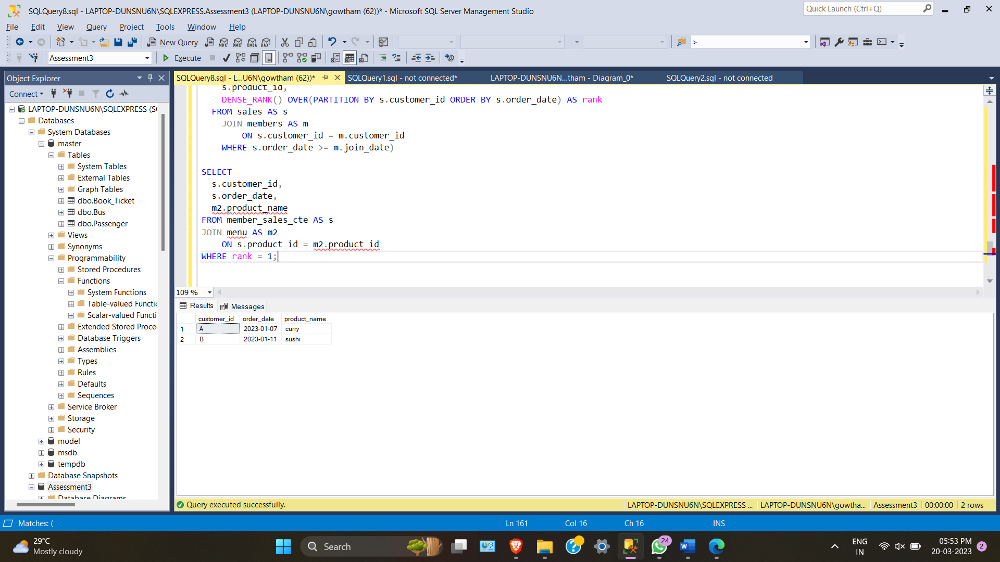 SQLQuery8.sql - LAPTOP-DUNSNU6N\SQLEXPRESS.Assessment3 (LAPTOP-DUNSNU6N\gowtham (62))* - Microsoft SQL Server Management Studio
Quick Launch (Ctrl+Q)
File Edit View Query Project Tools Window Help
New Query MDX DMX XMLA DAX >
Assessment3 Execute
Object Explorer
SQLQuery8.sql - L...U6N\gowtham (62))* SQLQuery1.sql - not connected* LAPTOP-DUNSNU6N...tham - Diagram_0* SQLQuery2.sql - not connected
Connect
LAPTOP-DUNSNU6N\SQLEXPRESS (SQ
Databases
System Databases
master
Tables
System Tables
External Tables
Graph Tables
dbo.Book_Ticket
dbo.Bus
dbo.Passenger
Views
Synonyms
Programmability
Stored Procedures
Functions
System Functions
Table-valued Functio
Scalar-valued Functi
Extended Stored Proce
Database Triggers
Assemblies
Types
Rules
Defaults
Sequences
Service Broker
Storage
Security
model
msdb
tempdb
Database Snapshots
Assessment3
Database Diagrams
s.product_id,
DENSE_RANK() OVER(PARTITION BY s.customer_id ORDER BY s.order_date) AS rank
FROM sales AS s
JOIN members AS m
ON s.customer_id = m.customer_id
WHERE s.order_date >= m.join_date)
SELECT
s.customer_id,
s.order_date,
m2.product_name
FROM member_sales_cte AS s
JOIN menu AS m2
ON s.product_id = m2.product_id
WHERE rank = 1;
109 %
Results Messages
customer_id order_date product_name
1 A 2023-01-07 curry
2 B 2023-01-11 sushi
Query executed successfully. LAPTOP-DUNSNU6N\SQLEXPRESS ... LAPTOP-DUNSNU6N\gowtha... Assessment3 00:00:00 2 rows
Matches: ( Ln 161 Col 16 Ch 16 INS
29°C
Mostly cloudy
Search
24
ENG
IN
05:53 PM
20-03-2023
2